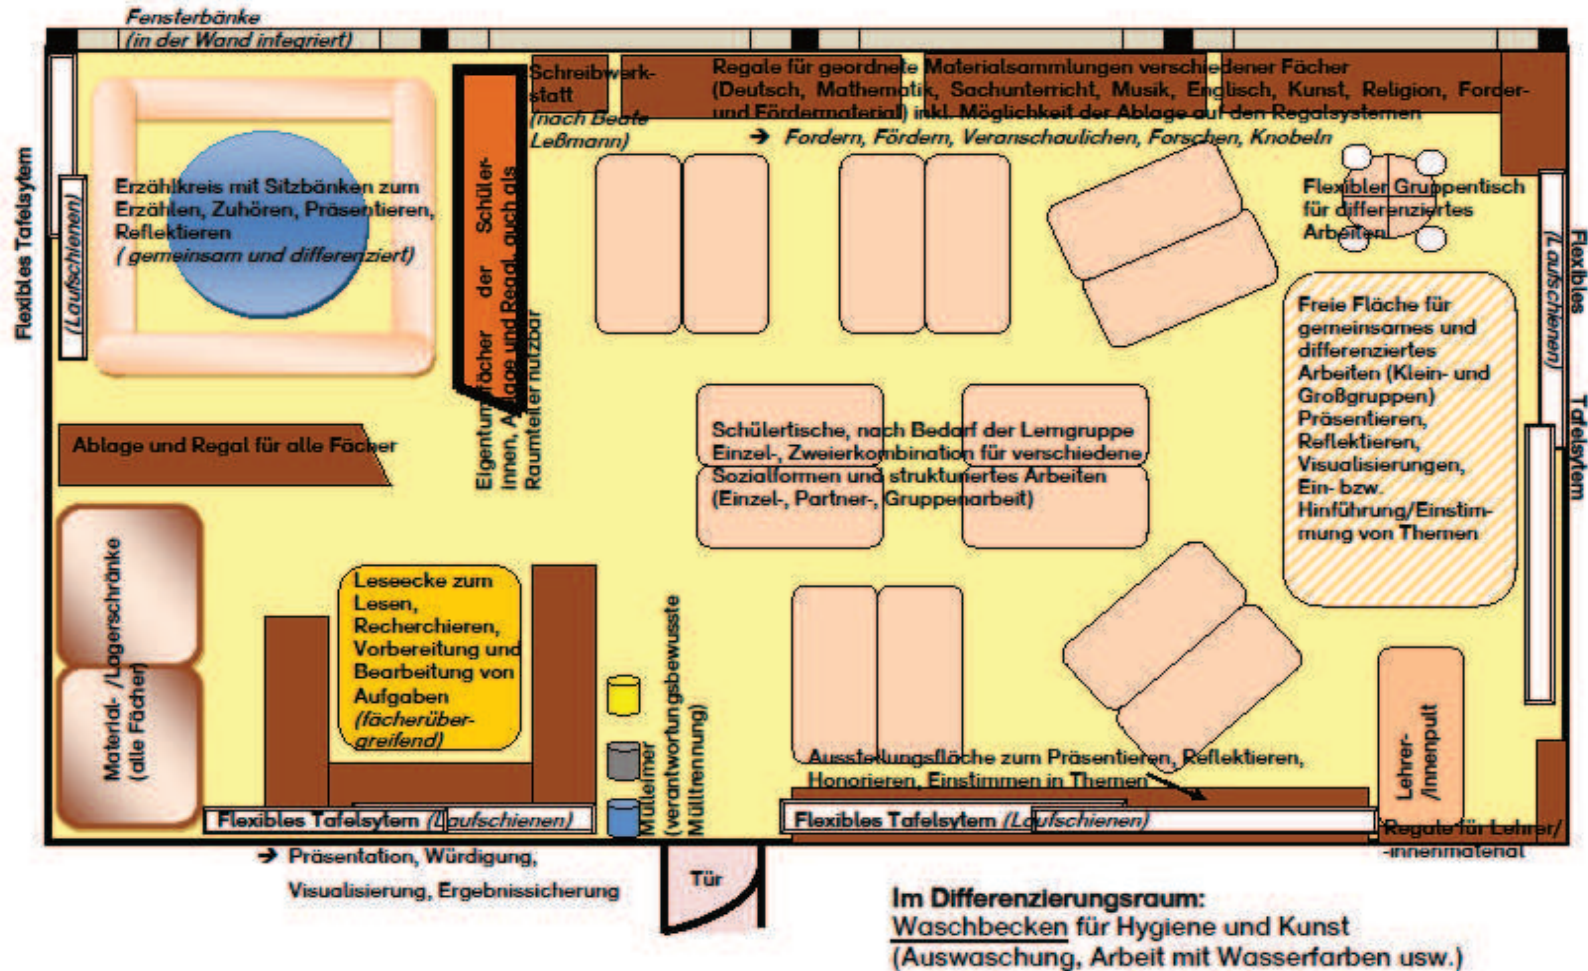 Fensterbänke
(in der Wand integriert)
Schreibwerk-
statt
(nach Beate
Leßmann)
Regale für geordnete Materialsammlungen verschiedener Fächer
(Deutsch, Mathematik, Sachunterricht, Musik, Englisch, Kunst, Religion, Forder-
und Fördermaterial) inkl. Möglichkeit der Ablage auf den Regalsystemen
➔ Fordern, Fördern, Veranschaulichen, Forschen, Knobeln
Flexibles Tafelsytem
(Laufschienen)
Erzählkreis mit Sitzbänken zum
Erzählen, Zuhören, Präsentieren,
Reflektieren
( gemeinsam und differenziert)
Eigentumsfächer der Schüler-
innen, Ablage und Regal, auch als
Raumteiler nutzbar
Flexibler Gruppentisch
für differenziertes
Arbeiten
Flexibles Tafelsytem
(Laufschienen)
Freie Fläche für
gemeinsames und
differenziertes
Arbeiten (Klein- und
Großgruppen)
Präsentieren,
Reflektieren,
Visualisierungen,
Ein- bzw.
Hinführung/Einstim-
mung von Themen
Ablage und Regal für alle Fächer
Schülertische, nach Bedarf der Lerngruppe
Einzel-, Zweierkombination für verschiedene
Sozialformen und strukturiertes Arbeiten
(Einzel-, Partner-, Gruppenarbeit)
Material- /Lagerschränke
(alle Fächer)
Leseecke zum
Lesen,
Recherchieren,
Vorbereitung und
Bearbeitung von
Aufgaben
(fächerüber-
greifend)
Mülleimer
(verantwortungsbewusste
Mülltrennung)
Ausstellungsfläche zum Präsentieren, Reflektieren,
Honorieren, Einstimmen in Themen
Lehrer-
/innenpult
Flexibles Tafelsytem (Laufschienen)
Flexibles Tafelsytem (Laufschienen)
Regale für Lehrer/
-innenmaterial
➔ Präsentation, Würdigung,
Visualisierung, Ergebnissicherung
Tür
Im Differenzierungsraum:
Waschbecken für Hygiene und Kunst
(Auswaschung, Arbeit mit Wasserfarben usw.)